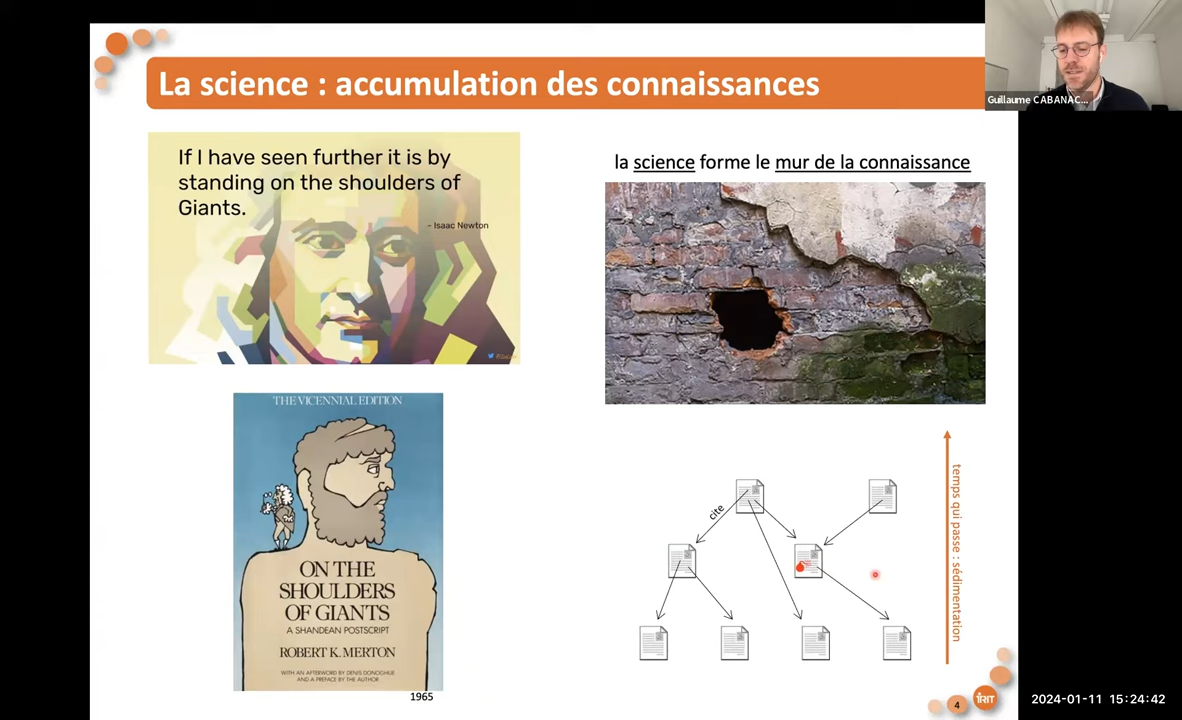 La science : accumulation des connaissances
Guillaume CABANAC...
If I have seen further it is by
standing on the shoulders of
Giants.
- Isaac Newton
la science forme le mur de la connaissance
THE VICENNIAL EDITION
ON THE
SHOULDERS
OF GIANTS
A SHANDEAN POSTSCRIPT
ROBERT K. MERTON
WITH AN AFTERWORD BY DENIS DONOGHUE
AND A PREFACE BY THE AUTHOR
1965
cite
temps qui passe : sédimentation
4
IRIT
2024-01-11 15:24:42